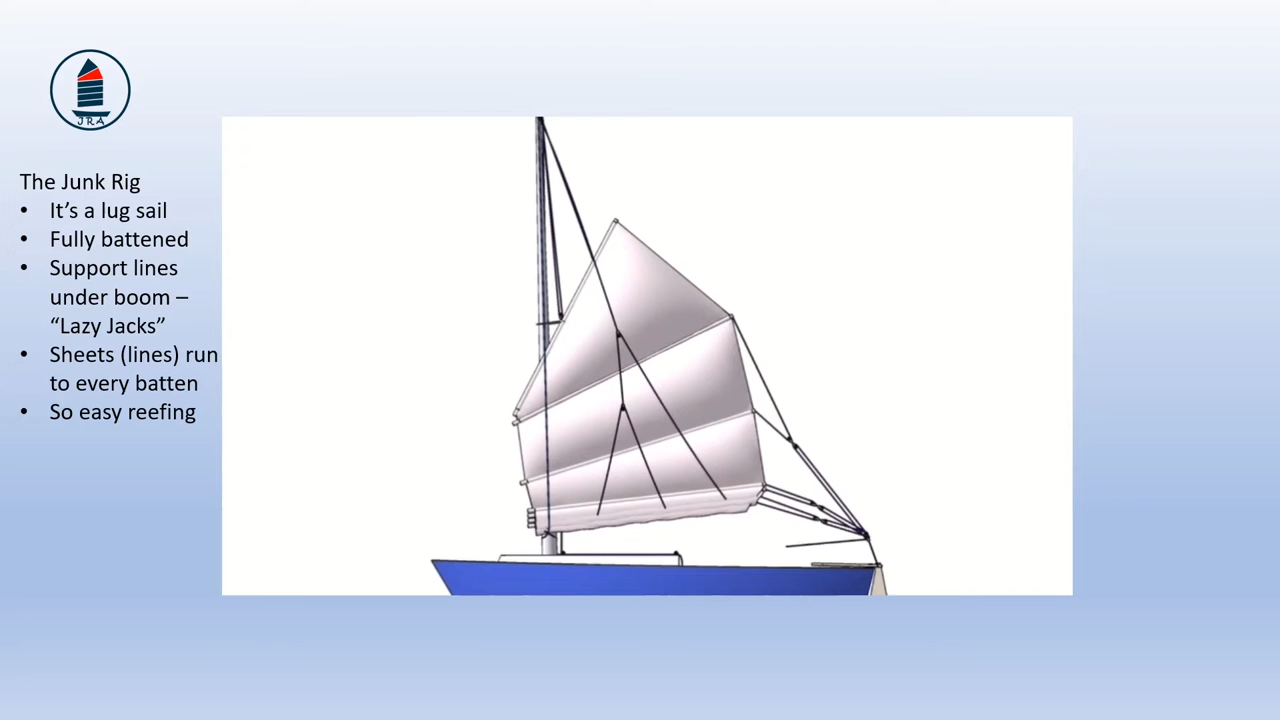 JRA
The Junk Rig
• It’s a lug sail
• Fully battened
• Support lines
under boom –
“Lazy Jacks”
• Sheets (lines) run
to every batten
• So easy reefing